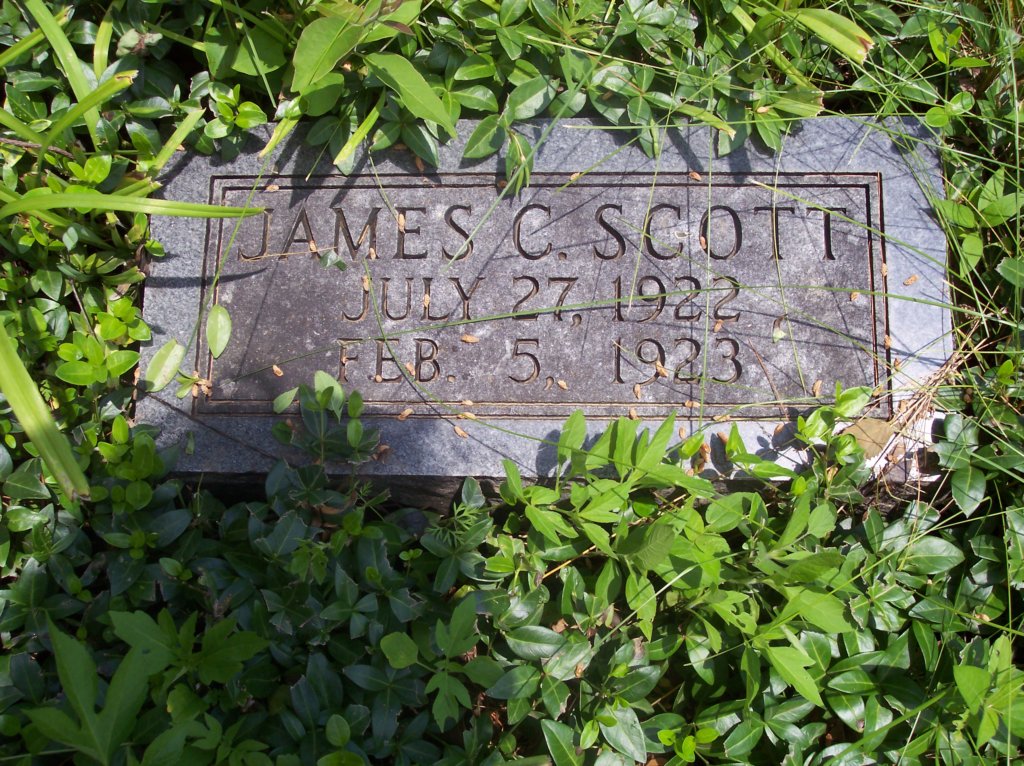 JAMES C. SCOTT
JULY 27, 1922
FEB. 5, 1923